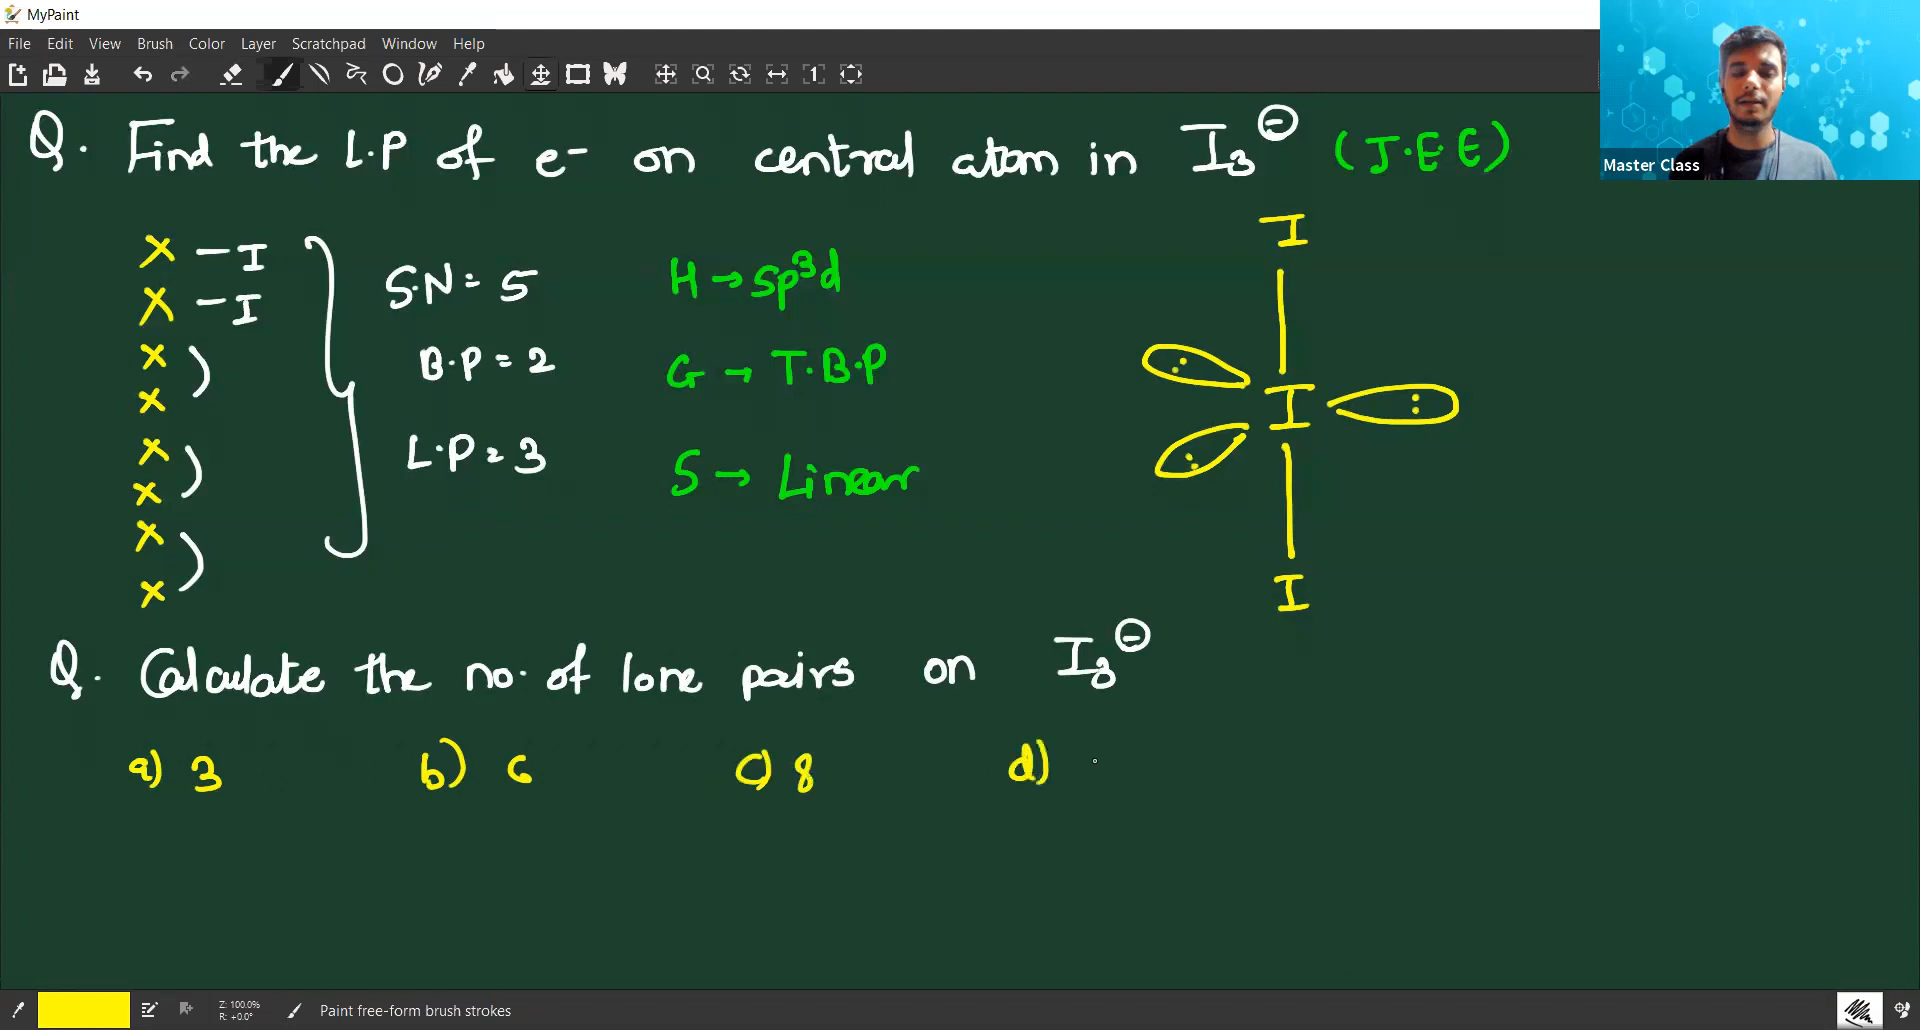 MyPaint
File Edit View Brush Color Layer Scratchpad Window Help
Master Class
Q. Find the L.P of e- on central atom in I3⊖ (J.E.E)
X - I
X - I
x )
x
x )
x
x )
x
S.N = 5
B.P = 2
L.P = 3
H → sp³d
G → T.B.P
S → Linear
I
I
I
Q. Calculate the no. of lone pairs on I3⊖
a) 3 b) 6 c) 8 d)
Z: 100.0%
R: +0.0°
Paint free-form brush strokes